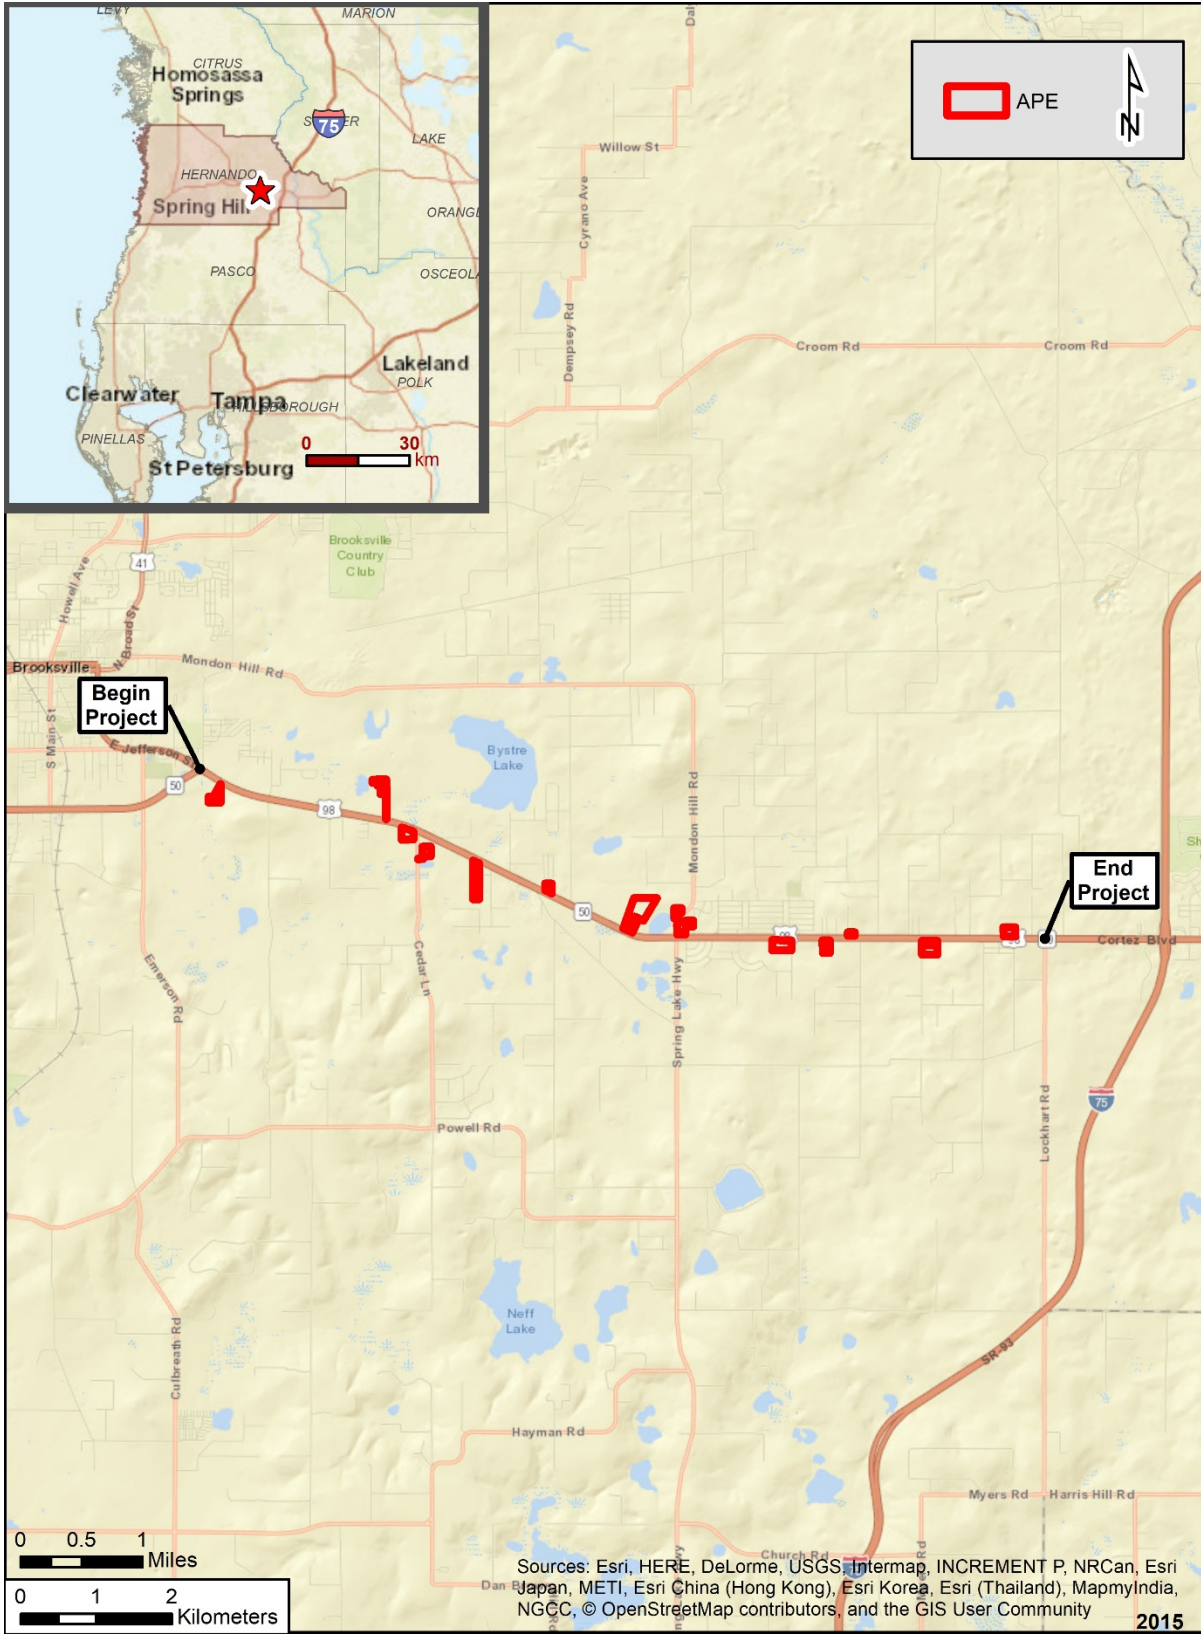 LEVY
MARION
CITRUS
Homosassa
Springs
75
LAKE
HERNANDO
Spring Hill
ORANGE
PASCO
OSCEOLA
Lakeland
POLK
Clearwater
Tampa
HILLSBOROUGH
PINELLAS
St Petersburg
0 30
km
APE
N
Willow St
Cyrano Ave
Dempsey Rd
Croom Rd
Croom Rd
Brooksville
Country
Club
41
Howell Ave
N Broad St
Brooksville
Mondon Hill Rd
Begin
Project
S Main St
E Jefferson St
50
98
Bystre
Lake
Mondon Hill Rd
50
End
Project
Cortez Blvd
Emerson Rd
Cedar Ln
Spring Lake Hwy
75
Lockhart Rd
Powell Rd
Neff
Lake
Culbreath Rd
SR-93
Hayman Rd
Myers Rd
Harris Hill Rd
Church Rd
0 0.5 1
Miles
0 1 2
Kilometers
Sources: Esri, HERE, DeLorme, USGS, Intermap, INCREMENT P, NRCan, Esri
Japan, METI, Esri China (Hong Kong), Esri Korea, Esri (Thailand), MapmyIndia,
NGCC, © OpenStreetMap contributors, and the GIS User Community
2015